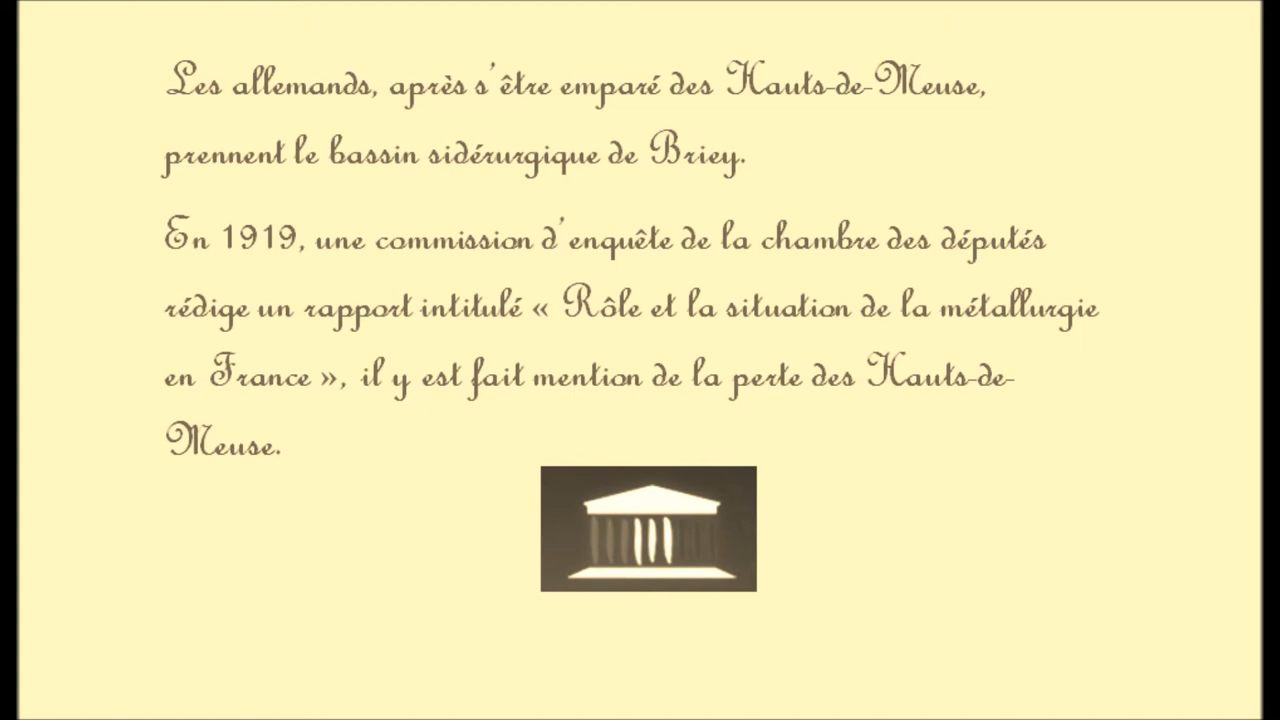 Les allemands, après s'être emparé des Hauts-de-Meuse,
prennent le bassin sidérurgique de Briey.
En 1919, une commission d'enquête de la chambre des députés
rédige un rapport intitulé « Rôle et la situation de la métallurgie
en France », il y est fait mention de la perte des Hauts-de-
Meuse.